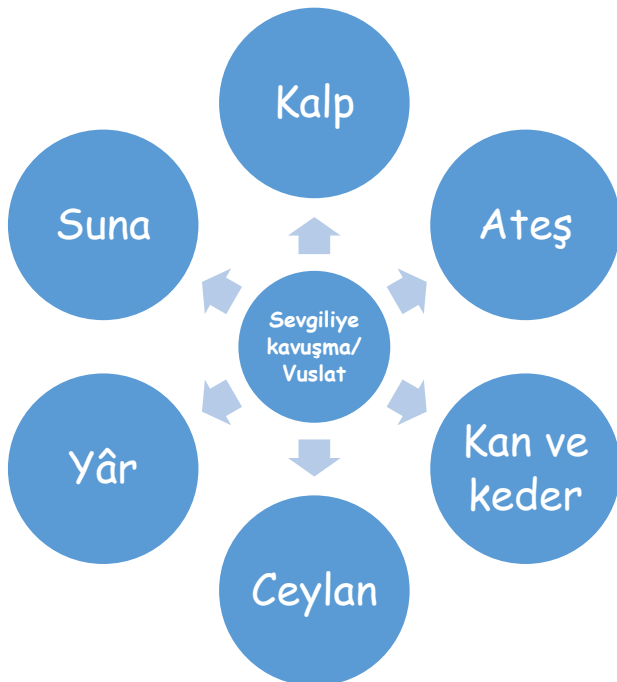 Kalp
Suna
Ateş
Sevgiliye
kavuşma/
Vuslat
Yâr
Kan ve
keder
Ceylan